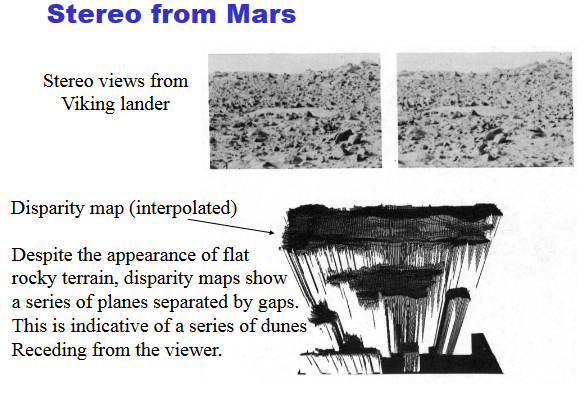 Stereo from Mars
Stereo views from
Viking lander
Disparity map (interpolated)
Despite the appearance of flat
rocky terrain, disparity maps show
a series of planes separated by gaps.
This is indicative of a series of dunes
Receding from the viewer.